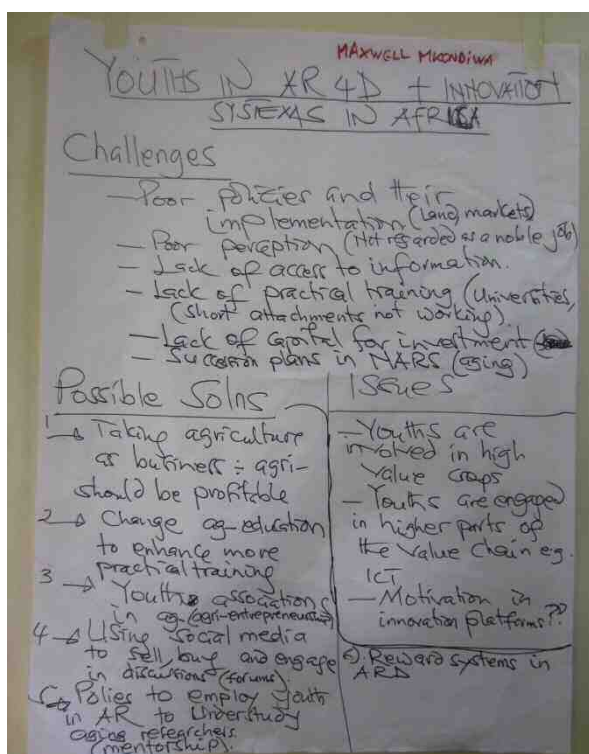 MAXWELL MKONDIWA
YOUTHS IN AR4D + INNOVATION
SYSTEMS IN AFRICA
Challenges
— Poor policies and their
implementation (Land, markets)
— Poor perception (Not regarded as a noble job)
— Lack of access to information.
— Lack of practical training (Universities,
(short attachments not working).
— Lack of capital for investment
— Succession plans in NARS (aging)
Possible Solns
1 → Taking agriculture
as business ÷ agri-
should be profitable
2 → Change ag-education
to enhance more
practical training
3 → Youths associations
in ag (agri-entrepreneurship)
4 → Using social media
to sell, buy and engage
in discussions (forums).
5 → Polies to employ youth
in AR to understudy
aging researchers
(mentorship).
Issues
— Youths are
involved in high
value crops
— Youths are engaged
in higher parts of
the value chain eg.
ICT
— Motivation in
innovation platforms??
6). Reward systems in
ARD